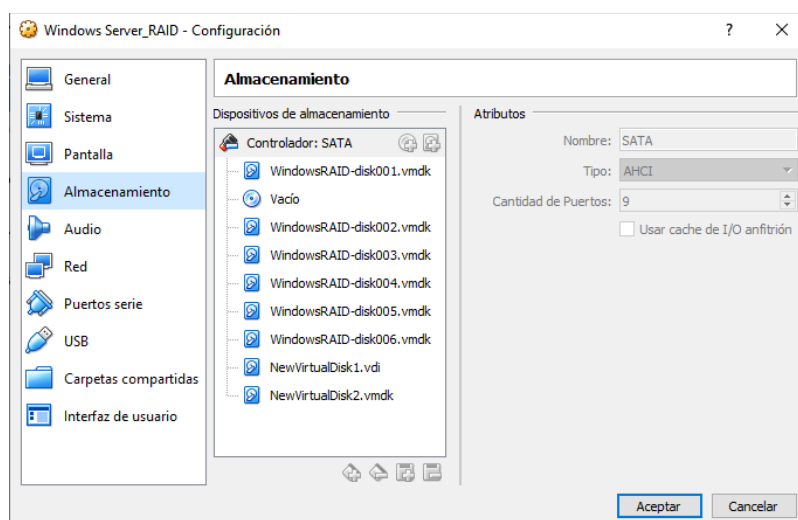 Windows Server_RAID - Configuración
?
General
Sistema
Pantalla
Almacenamiento
Audio
Red
Puertos serie
USB
Carpetas compartidas
Interfaz de usuario
Almacenamiento
Dispositivos de almacenamiento
Controlador: SATA
WindowsRAID-disk001.vmdk
Vacío
WindowsRAID-disk002.vmdk
WindowsRAID-disk003.vmdk
WindowsRAID-disk004.vmdk
WindowsRAID-disk005.vmdk
WindowsRAID-disk006.vmdk
NewVirtualDisk1.vdi
NewVirtualDisk2.vmdk
Atributos
Nombre: SATA
Tipo: AHCI
Cantidad de Puertos: 9
Usar cache de I/O anfitrión
Aceptar
Cancelar